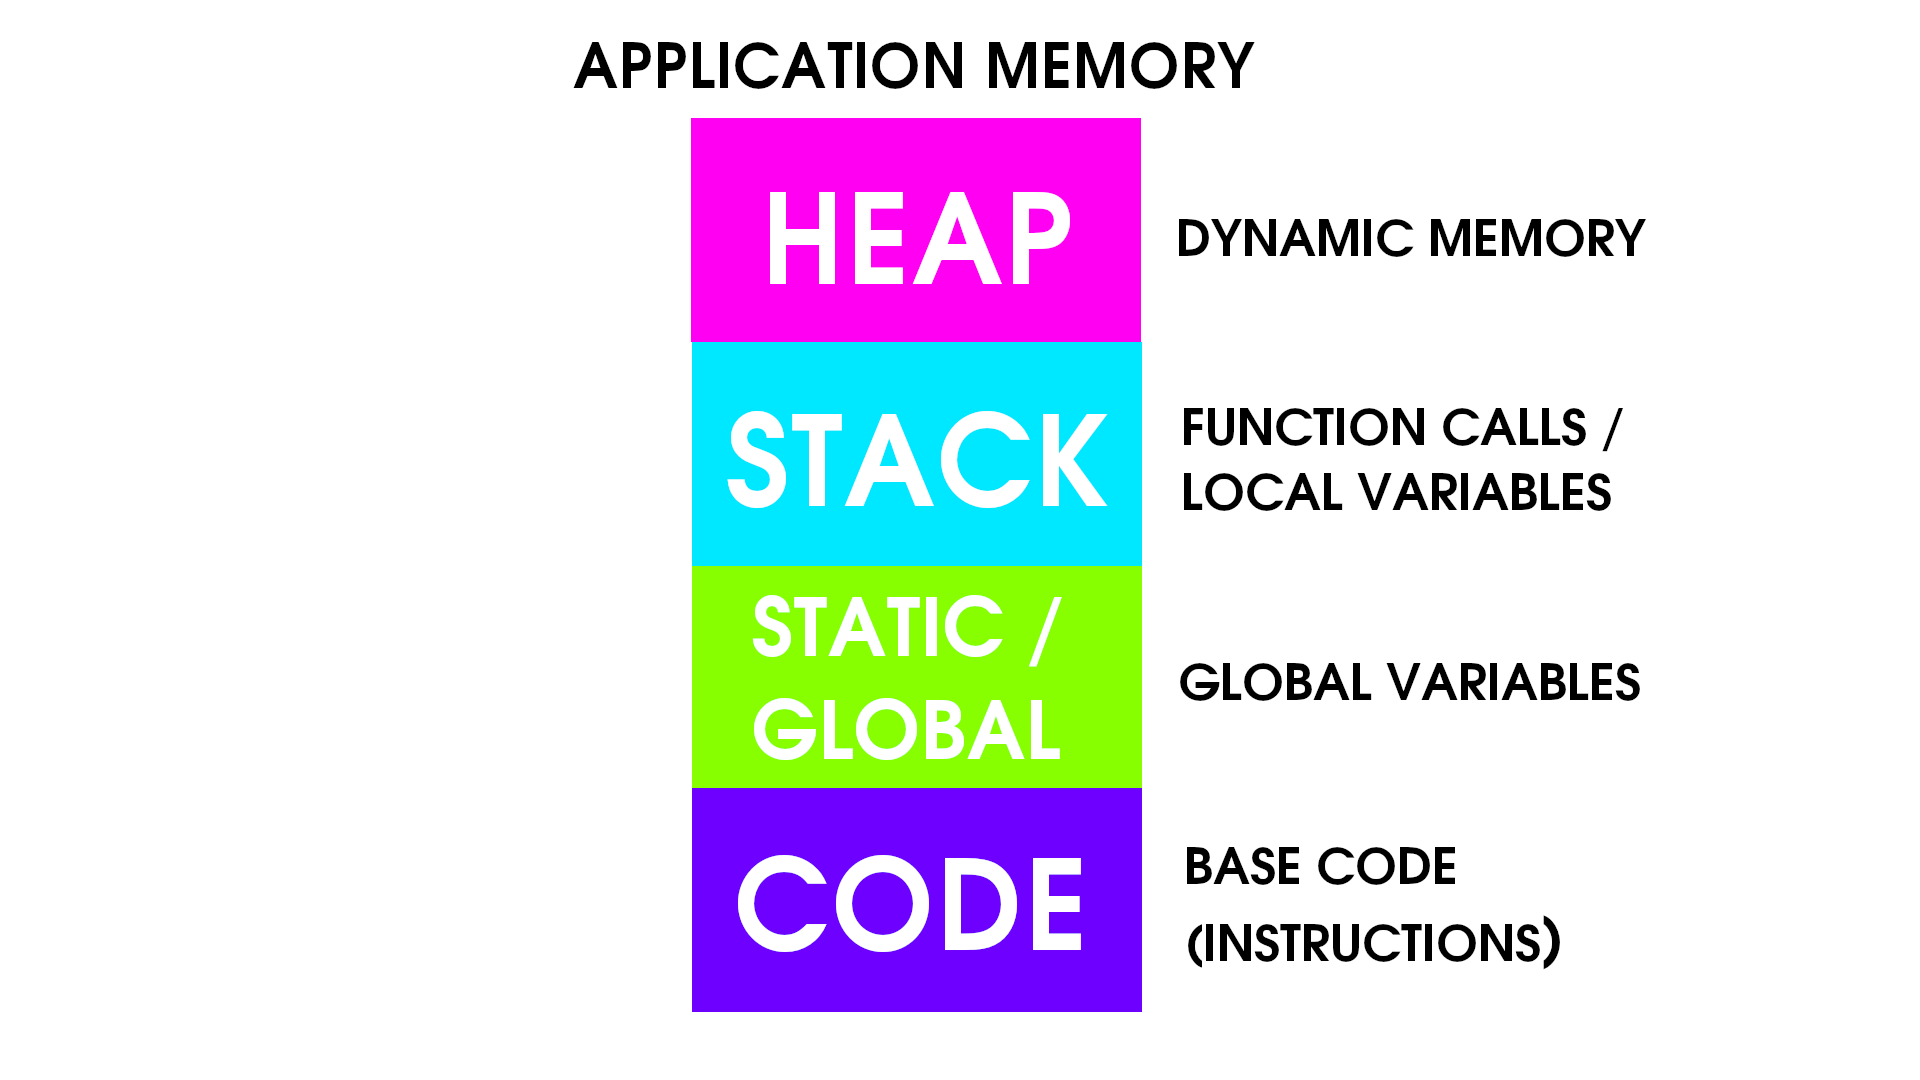 APPLICATION MEMORY
HEAP
DYNAMIC MEMORY
STACK
FUNCTION CALLS /
LOCAL VARIABLES
STATIC /
GLOBAL
GLOBAL VARIABLES
CODE
BASE CODE
(INSTRUCTIONS)